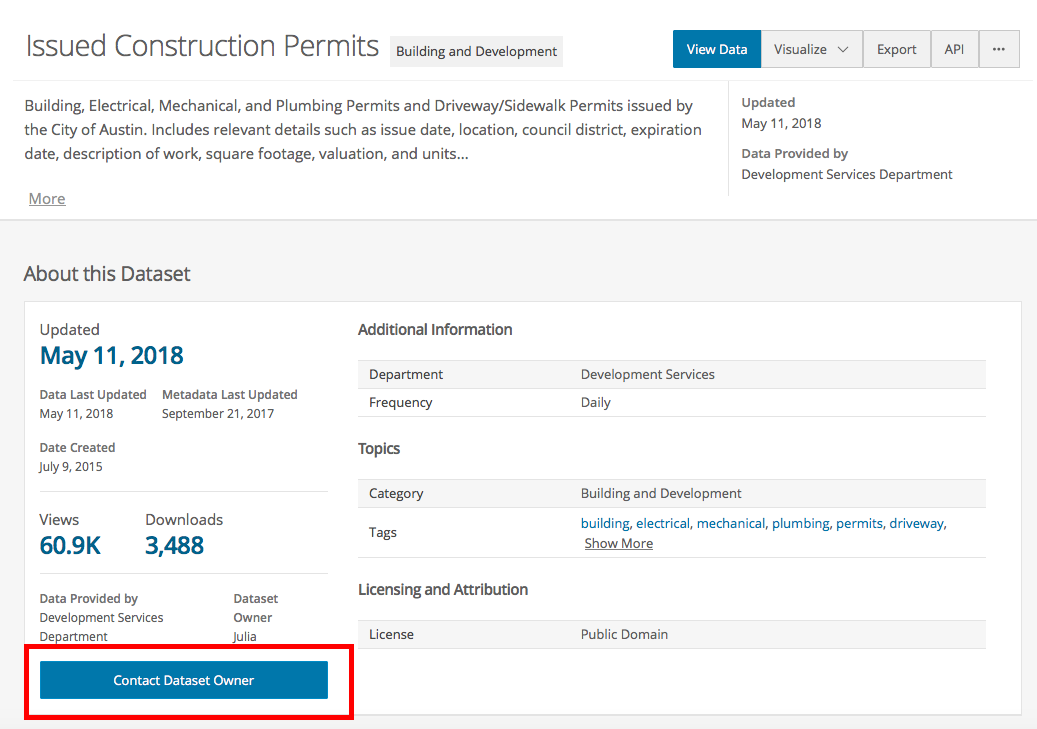 Issued Construction Permits
Building and Development
View Data
Visualize
Export
API
...
Building, Electrical, Mechanical, and Plumbing Permits and Driveway/Sidewalk Permits issued by
the City of Austin. Includes relevant details such as issue date, location, council district, expiration
date, description of work, square footage, valuation, and units...
More
Updated
May 11, 2018
Data Provided by
Development Services Department
About this Dataset
Updated
May 11, 2018
Data Last Updated
May 11, 2018
Metadata Last Updated
September 21, 2017
Date Created
July 9, 2015
Views
60.9K
Downloads
3,488
Data Provided by
Development Services
Department
Dataset
Owner
Julia
Contact Dataset Owner
Additional Information
Department Development Services
Frequency Daily
Topics
Category Building and Development
Tags building, electrical, mechanical, plumbing, permits, driveway,
Show More
Licensing and Attribution
License Public Domain